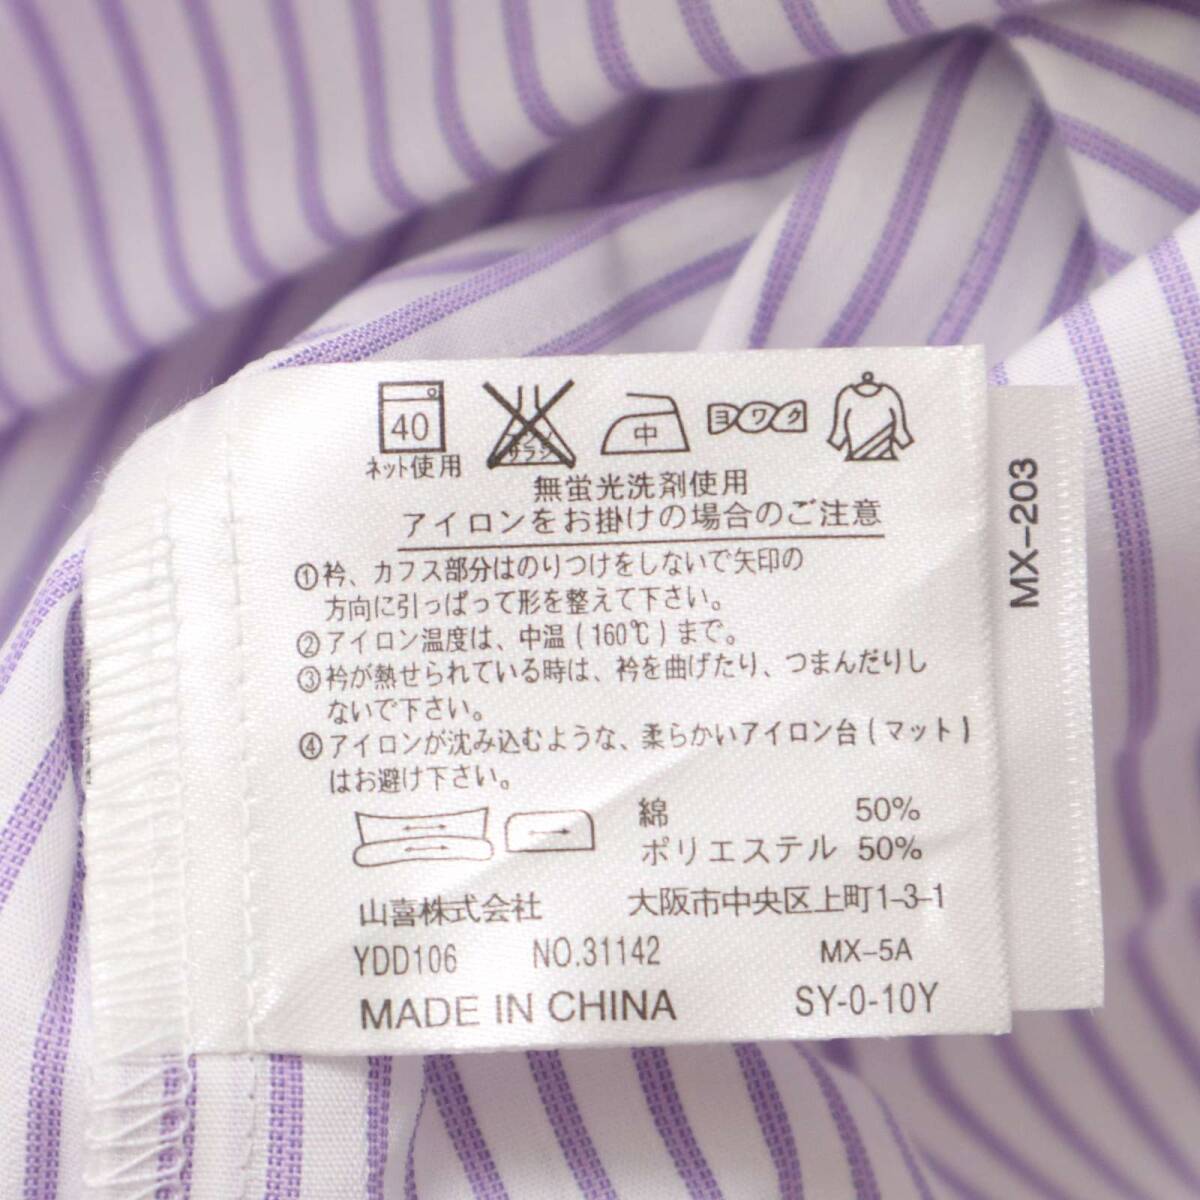 40
ネット使用
中
ヨワク
無蛍光洗剤使用
アイロンをお掛けの場合のご注意
①衿、カフス部分はのりつけをしないで矢印の
方向に引っぱって形を整えて下さい。
②アイロン温度は、中温(160℃)まで。
③衿が熱せられている時は、衿を曲げたり、つまんだりし
ないで下さい。
④アイロンが沈み込むような、柔らかいアイロン台(マット)
はお避け下さい。
綿 50%
ポリエステル 50%
山喜株式会社 大阪市中央区上町1-3-1
YDD106 NO.31142 MX-5A
MADE IN CHINA SY-0-10Y
MX-203